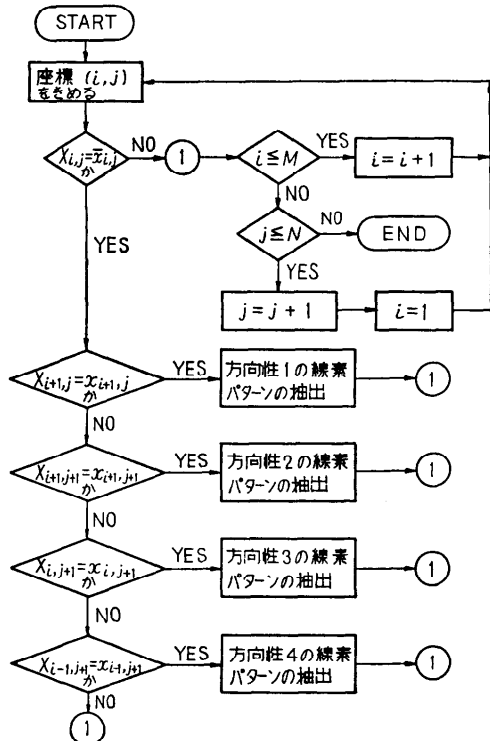 START
座標 (i,j)
をきめる
X_{i,j}=x̄_{i,j}
か
NO
1
i≦M
YES
i=i+1
NO
j≦N
NO
END
YES
YES
j=j+1
i=1
X_{i+1,j}=x_{i+1,j}
か
YES
方向性1の線素
パターンの抽出
1
NO
X_{i+1,j+1}=x_{i+1,j+1}
か
YES
方向性2の線素
パターンの抽出
1
NO
X_{i,j+1}=x_{i,j+1}
か
YES
方向性3の線素
パターンの抽出
1
NO
X_{i-1,j+1}=x_{i-1,j+1}
か
YES
方向性4の線素
パターンの抽出
1
NO
1